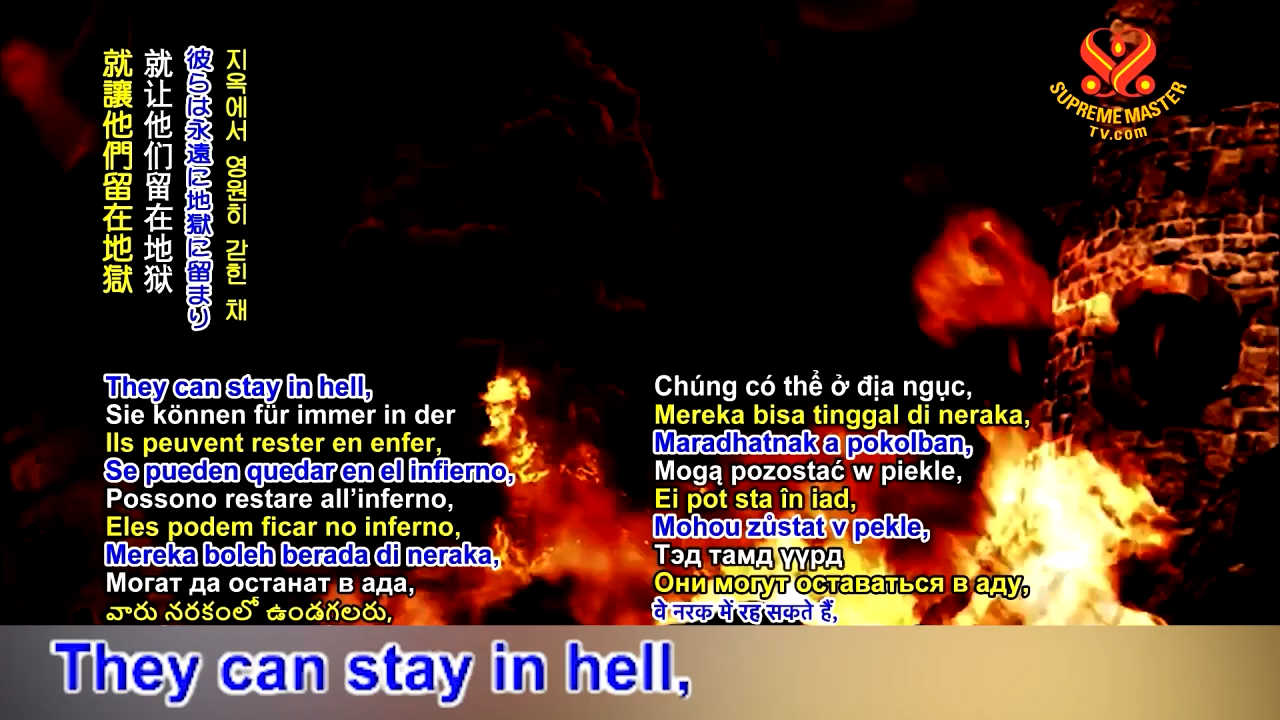 就讓他們留在地獄
就让他们留在地狱
彼らは永遠に地獄に留まり
지옥에서 영원히 갇힌 채
SUPREME MASTER
TV.com
They can stay in hell,
Sie können für immer in der
Ils peuvent rester en enfer,
Se pueden quedar en el infierno,
Possono restare all’inferno,
Eles podem ficar no inferno,
Mereka boleh berada di neraka,
Могат да останат в ада,
వారు నరకంలో ఉండగలరు,
Chúng có thể ở địa ngục,
Mereka bisa tinggal di neraka,
Maradhatnak a pokolban,
Mogą pozostać w piekle,
Ei pot sta în iad,
Mohou zůstat v pekle,
Тэд тамд үүрд
Они могут оставаться в аду,
वे नरक में रह सकते हैं,
They can stay in hell,